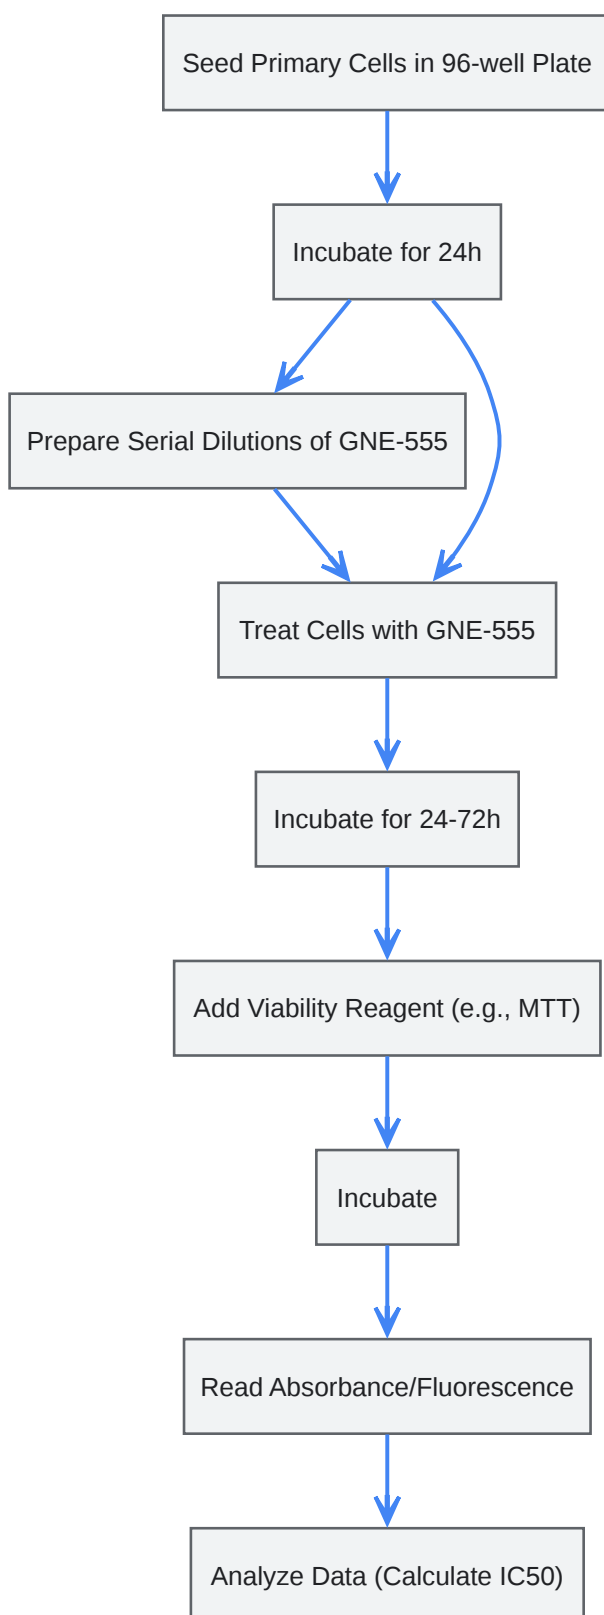 Seed Primary Cells in 96-well Plate
Incubate for 24h
Prepare Serial Dilutions of GNE-555
Treat Cells with GNE-555
Incubate for 24-72h
Add Viability Reagent (e.g., MTT)
Incubate
Read Absorbance/Fluorescence
Analyze Data (Calculate IC50)